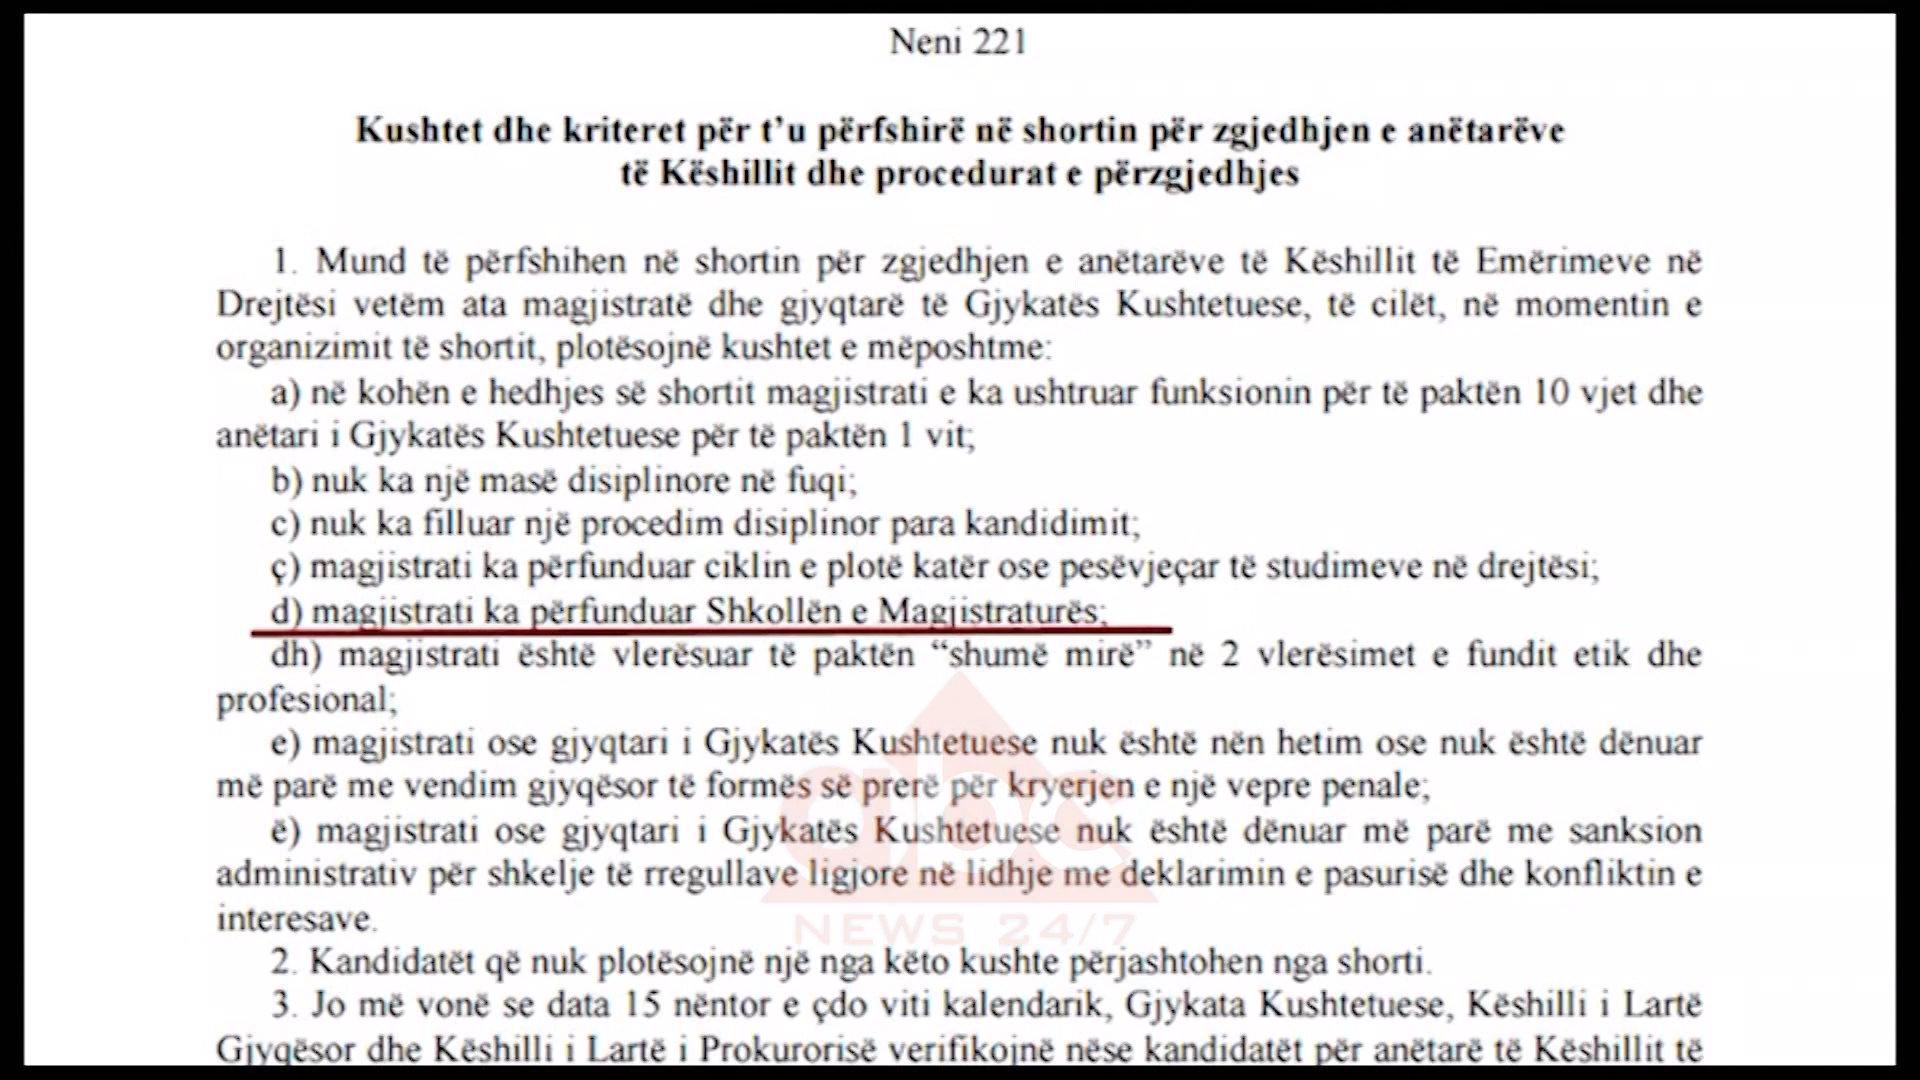 Neni 221
Kushtet dhe kriteret për t’u përfshirë në shortin për zgjedhjen e anëtarëve
të Këshillit dhe procedurat e përzgjedhjes
1. Mund të përfshihen në shortin për zgjedhjen e anëtarëve të Këshillit të Emërimeve në
Drejtësi vetëm ata magjistratë dhe gjyqtarë të Gjykatës Kushtetuese, të cilët, në momentin e
organizimit të shortit, plotësojnë kushtet e mëposhtme:
a) në kohën e hedhjes së shortit magjistrati e ka ushtruar funksionin për të paktën 10 vjet dhe
anëtari i Gjykatës Kushtetuese për të paktën 1 vit;
b) nuk ka një masë disiplinore në fuqi;
c) nuk ka filluar një procedim disiplinor para kandidimit;
ç) magjistrati ka përfunduar ciklin e plotë katër ose pesëvjeçar të studimeve në drejtësi;
d) magjistrati ka përfunduar Shkollën e Magjistraturës;
dh) magjistrati është vlerësuar të paktën “shumë mirë” në 2 vlerësimet e fundit etik dhe
profesional;
e) magjistrati ose gjyqtari i Gjykatës Kushtetuese nuk është nën hetim ose nuk është dënuar
më parë me vendim gjyqësor të formës së prerë për kryerjen e një vepre penale;
ë) magjistrati ose gjyqtari i Gjykatës Kushtetuese nuk është dënuar më parë me sanksion
administrativ për shkelje të rregullave ligjore në lidhje me deklarimin e pasurisë dhe konfliktin e
interesave.
2. Kandidatët që nuk plotësojnë një nga këto kushte përjashtohen nga shorti.
3. Jo më vonë se data 15 nëntor e çdo viti kalendarik, Gjykata Kushtetuese, Këshilli i Lartë
Gjyqësor dhe Këshilli i Lartë i Prokurorisë verifikojnë nëse kandidatët për anëtarë të Këshillit të
abc
NEWS 24/7